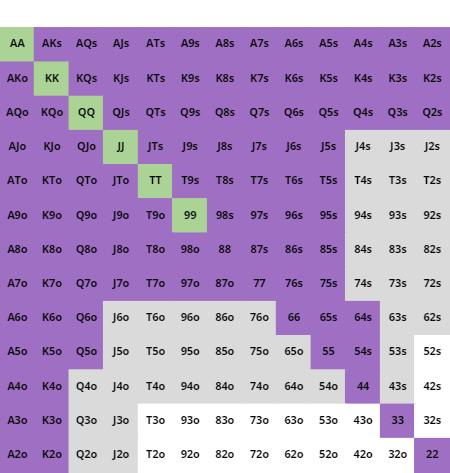 AA AKs AQs AJs ATs A9s A8s A7s A6s A5s A4s A3s A2s
AKo KK KQs KJs KTs K9s K8s K7s K6s K5s K4s K3s K2s
AQo KQo QQ QJs QTs Q9s Q8s Q7s Q6s Q5s Q4s Q3s Q2s
AJo KJo QJo JJ JTs J9s J8s J7s J6s J5s J4s J3s J2s
ATo KTo QTo JTo TT T9s T8s T7s T6s T5s T4s T3s T2s
A9o K9o Q9o J9o T9o 99 98s 97s 96s 95s 94s 93s 92s
A8o K8o Q8o J8o T8o 98o 88 87s 86s 85s 84s 83s 82s
A7o K7o Q7o J7o T7o 97o 87o 77 76s 75s 74s 73s 72s
A6o K6o Q6o J6o T6o 96o 86o 76o 66 65s 64s 63s 62s
A5o K5o Q5o J5o T5o 95o 85o 75o 65o 55 54s 53s 52s
A4o K4o Q4o J4o T4o 94o 84o 74o 64o 54o 44 43s 42s
A3o K3o Q3o J3o T3o 93o 83o 73o 63o 53o 43o 33 32s
A2o K2o Q2o J2o T2o 92o 82o 72o 62o 52o 42o 32o 22